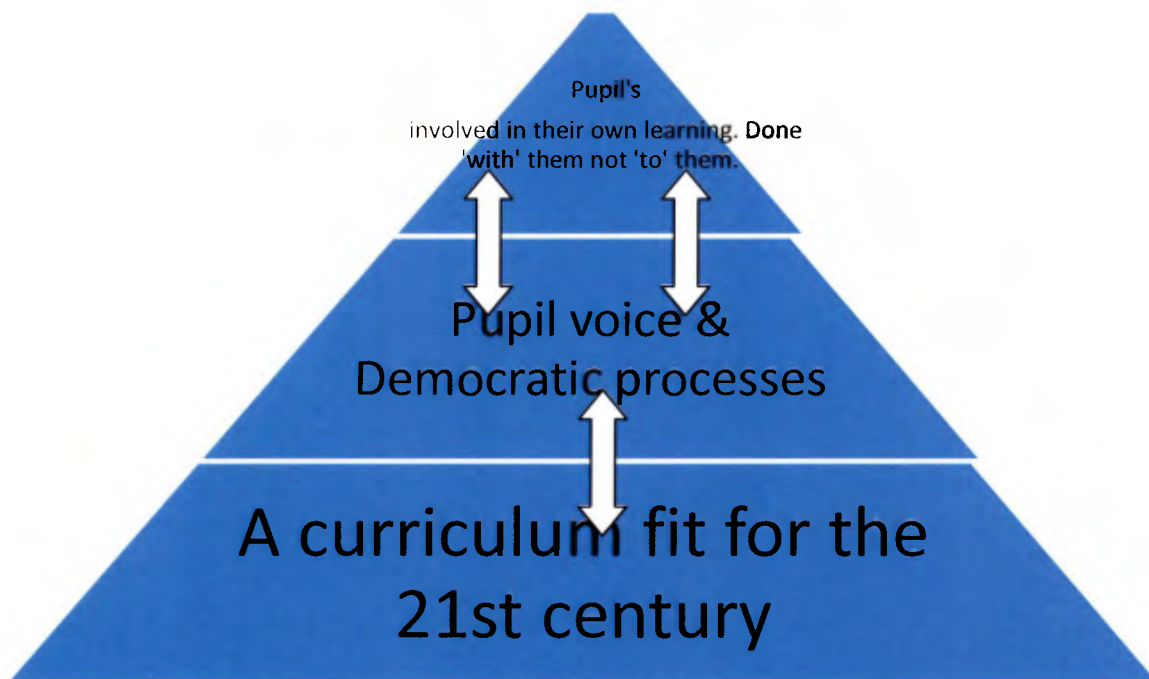 Pupil's
involved in their own learning. Done
'with' them not 'to' them.
Pupil voice &
Democratic processes
A curriculum fit for the
21st century